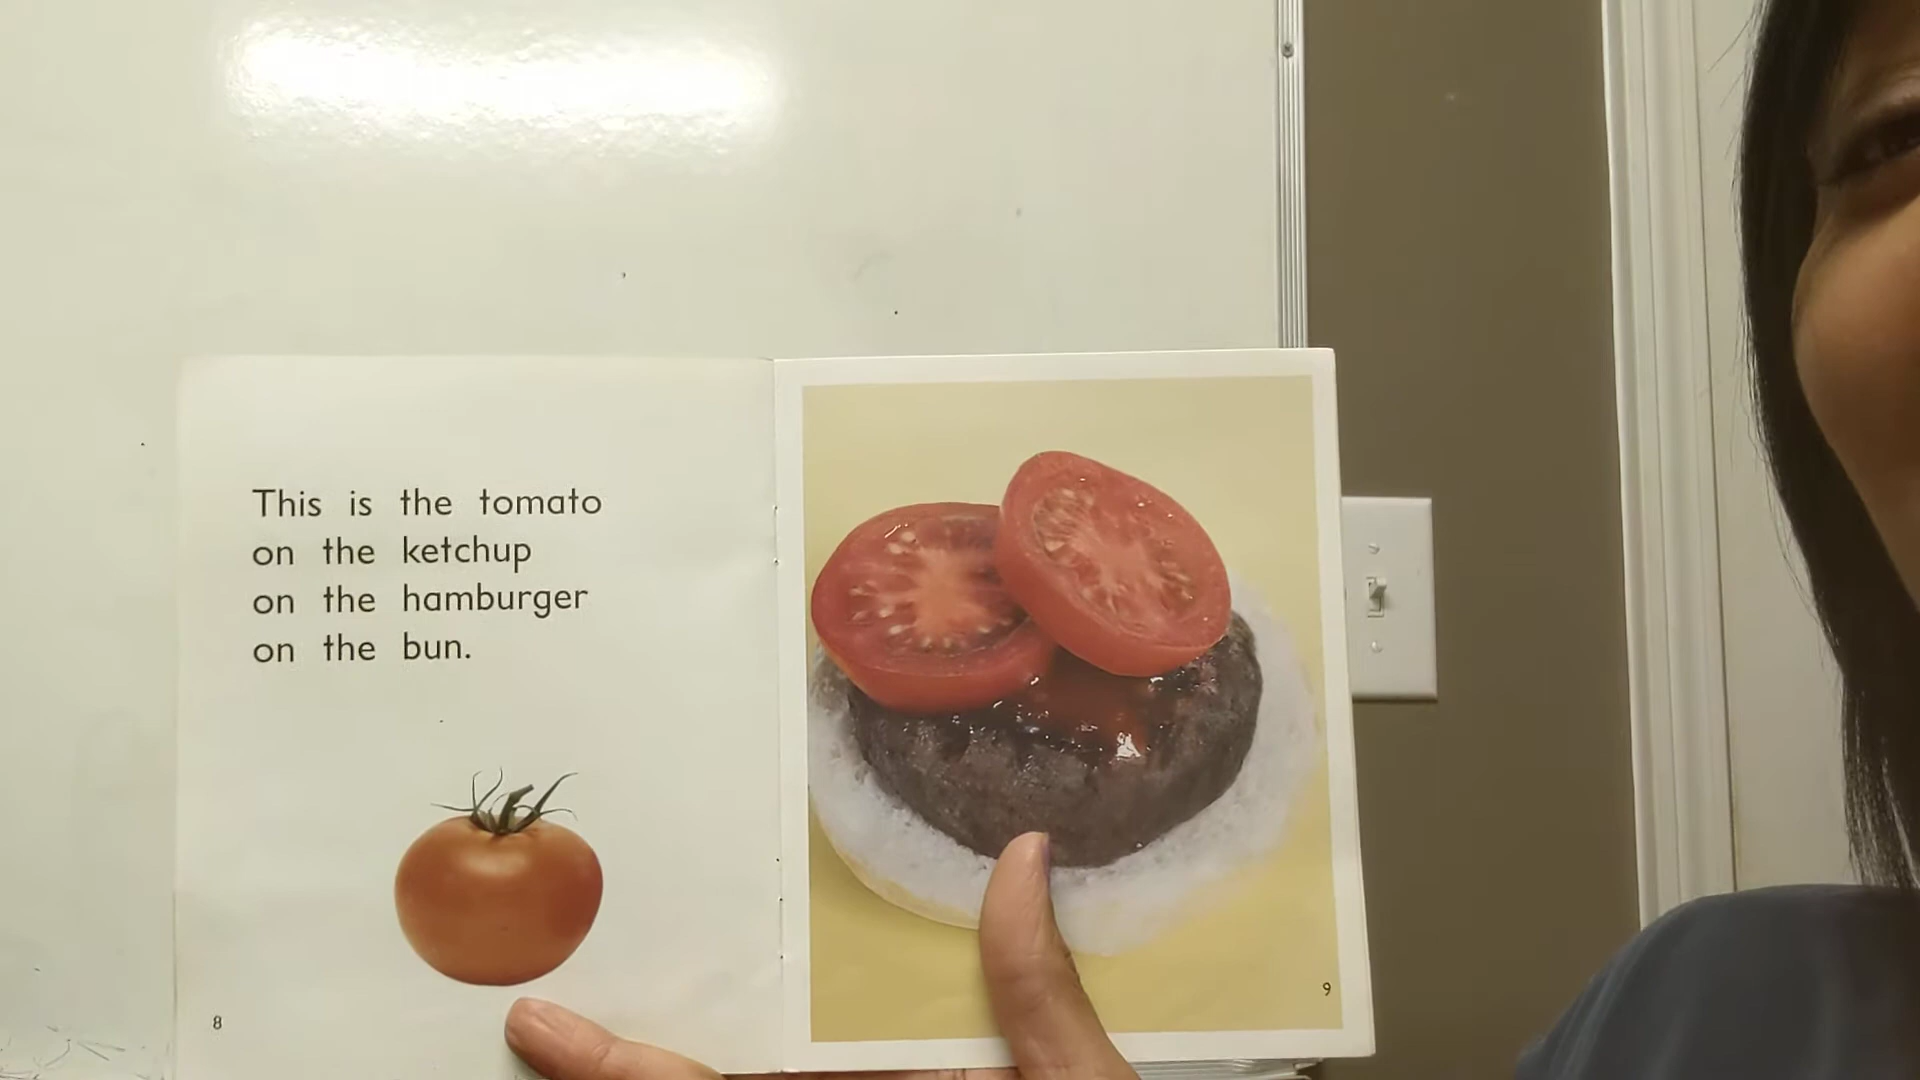 This is the tomato
on the ketchup
on the hamburger
on the bun.
8
9